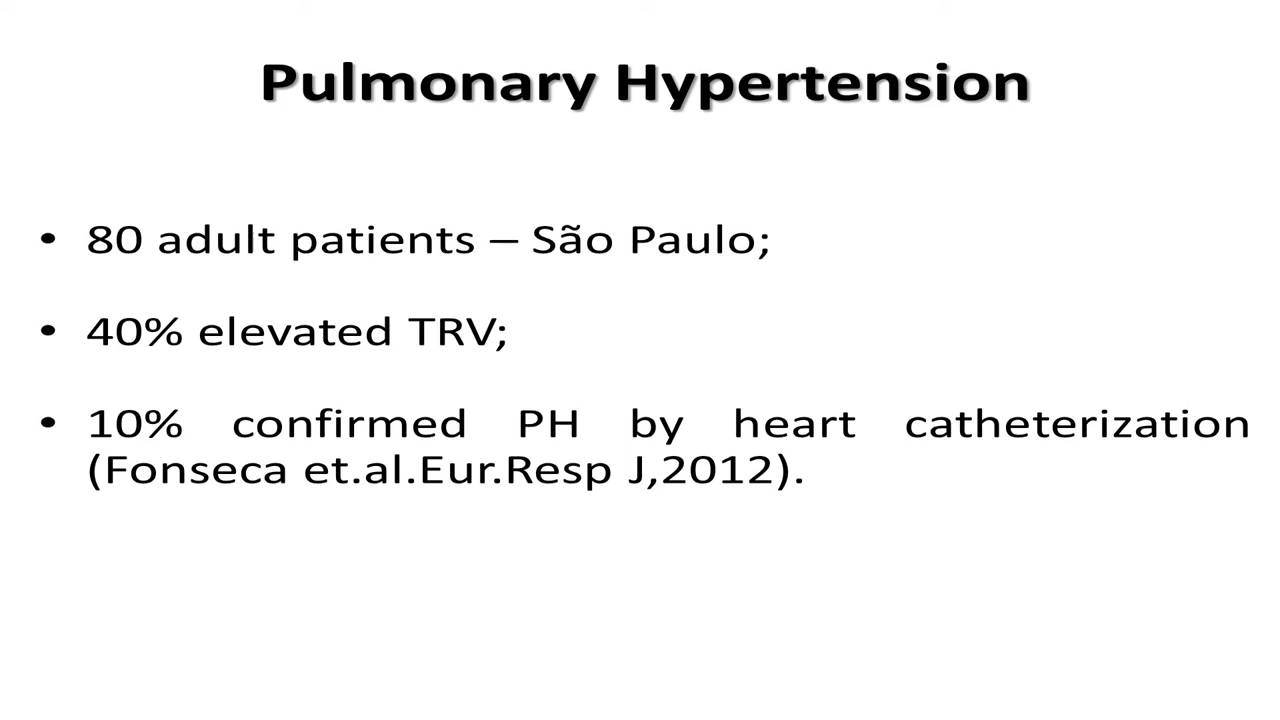 Pulmonary Hypertension
• 80 adult patients – São Paulo;
• 40% elevated TRV;
• 10% confirmed PH by heart catheterization
(Fonseca et.al.Eur.Resp J,2012).